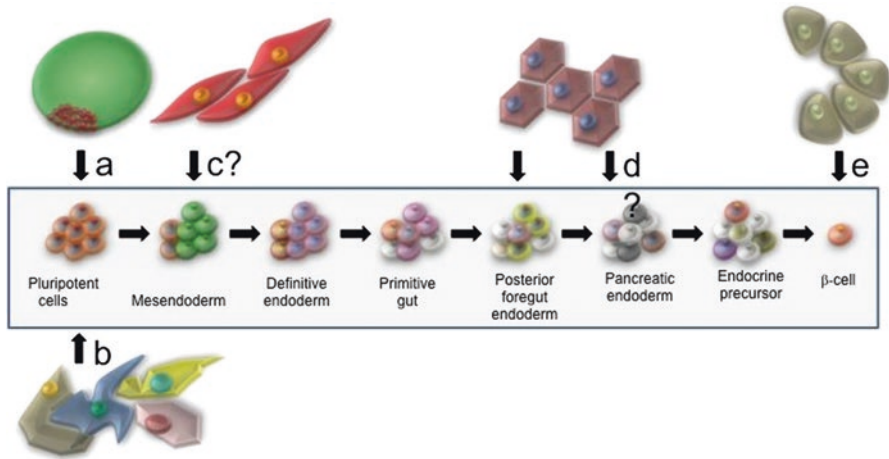 a
c?
d
?
e
Pluripotent
cells
Mesendoderm
Definitive
endoderm
Primitive
gut
Posterior
foregut
endoderm
Pancreatic
endoderm
Endocrine
precursor
β-cell
b